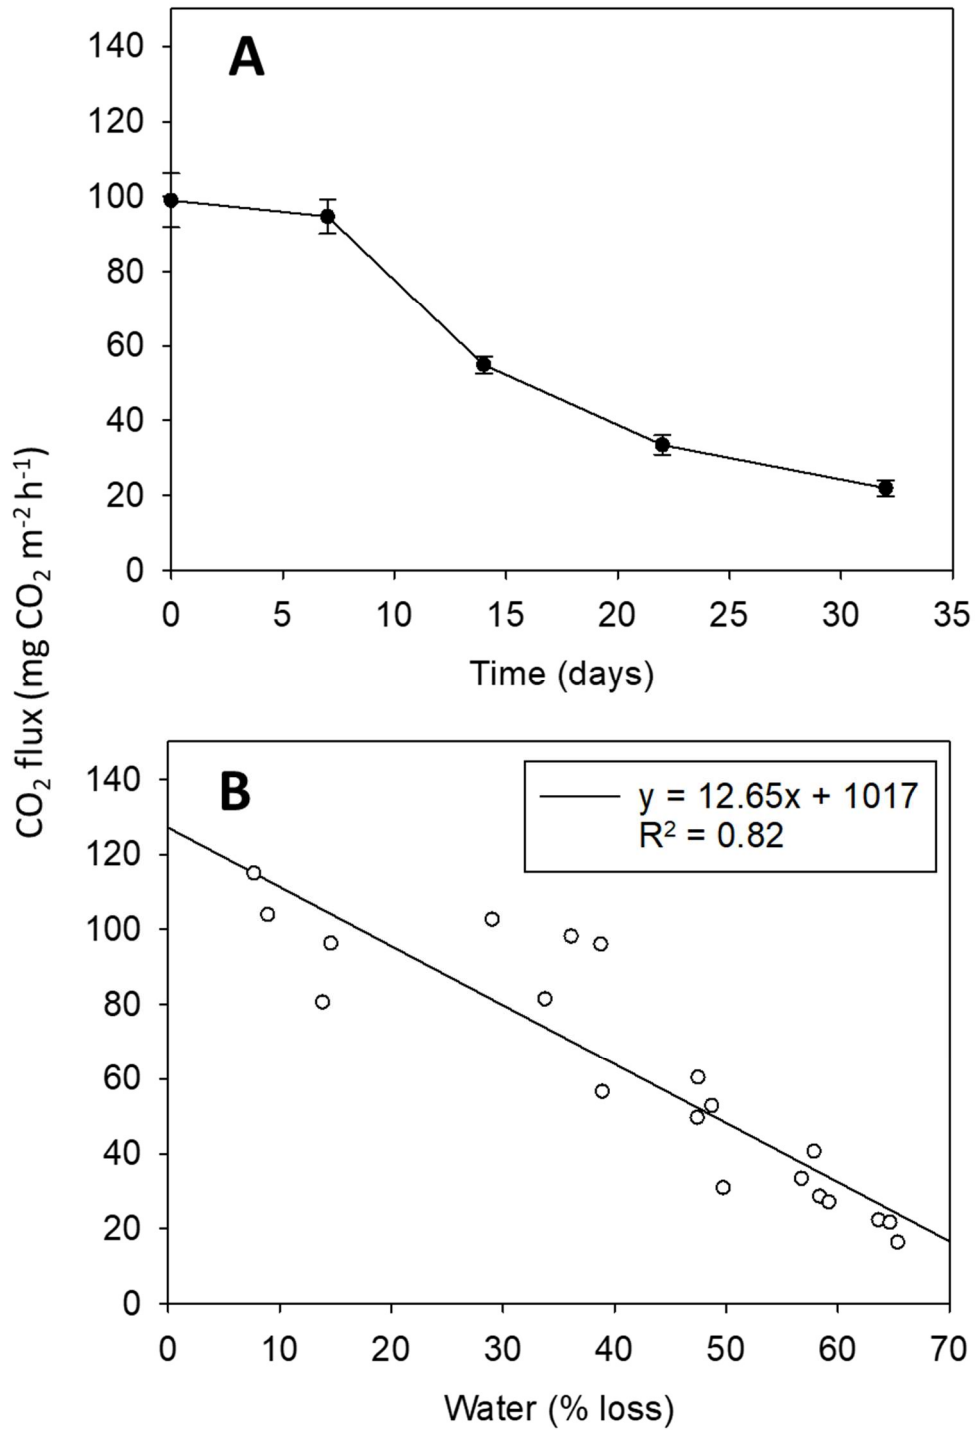 A
140
120
100
80
60
40
20
0
0 5 10 15 20 25 30 35
Time (days)
CO₂ flux (mg CO₂ m⁻² h⁻¹)
B
y = 12.65x + 1017
R² = 0.82
140
120
100
80
60
40
20
0
0 10 20 30 40 50 60 70
Water (% loss)